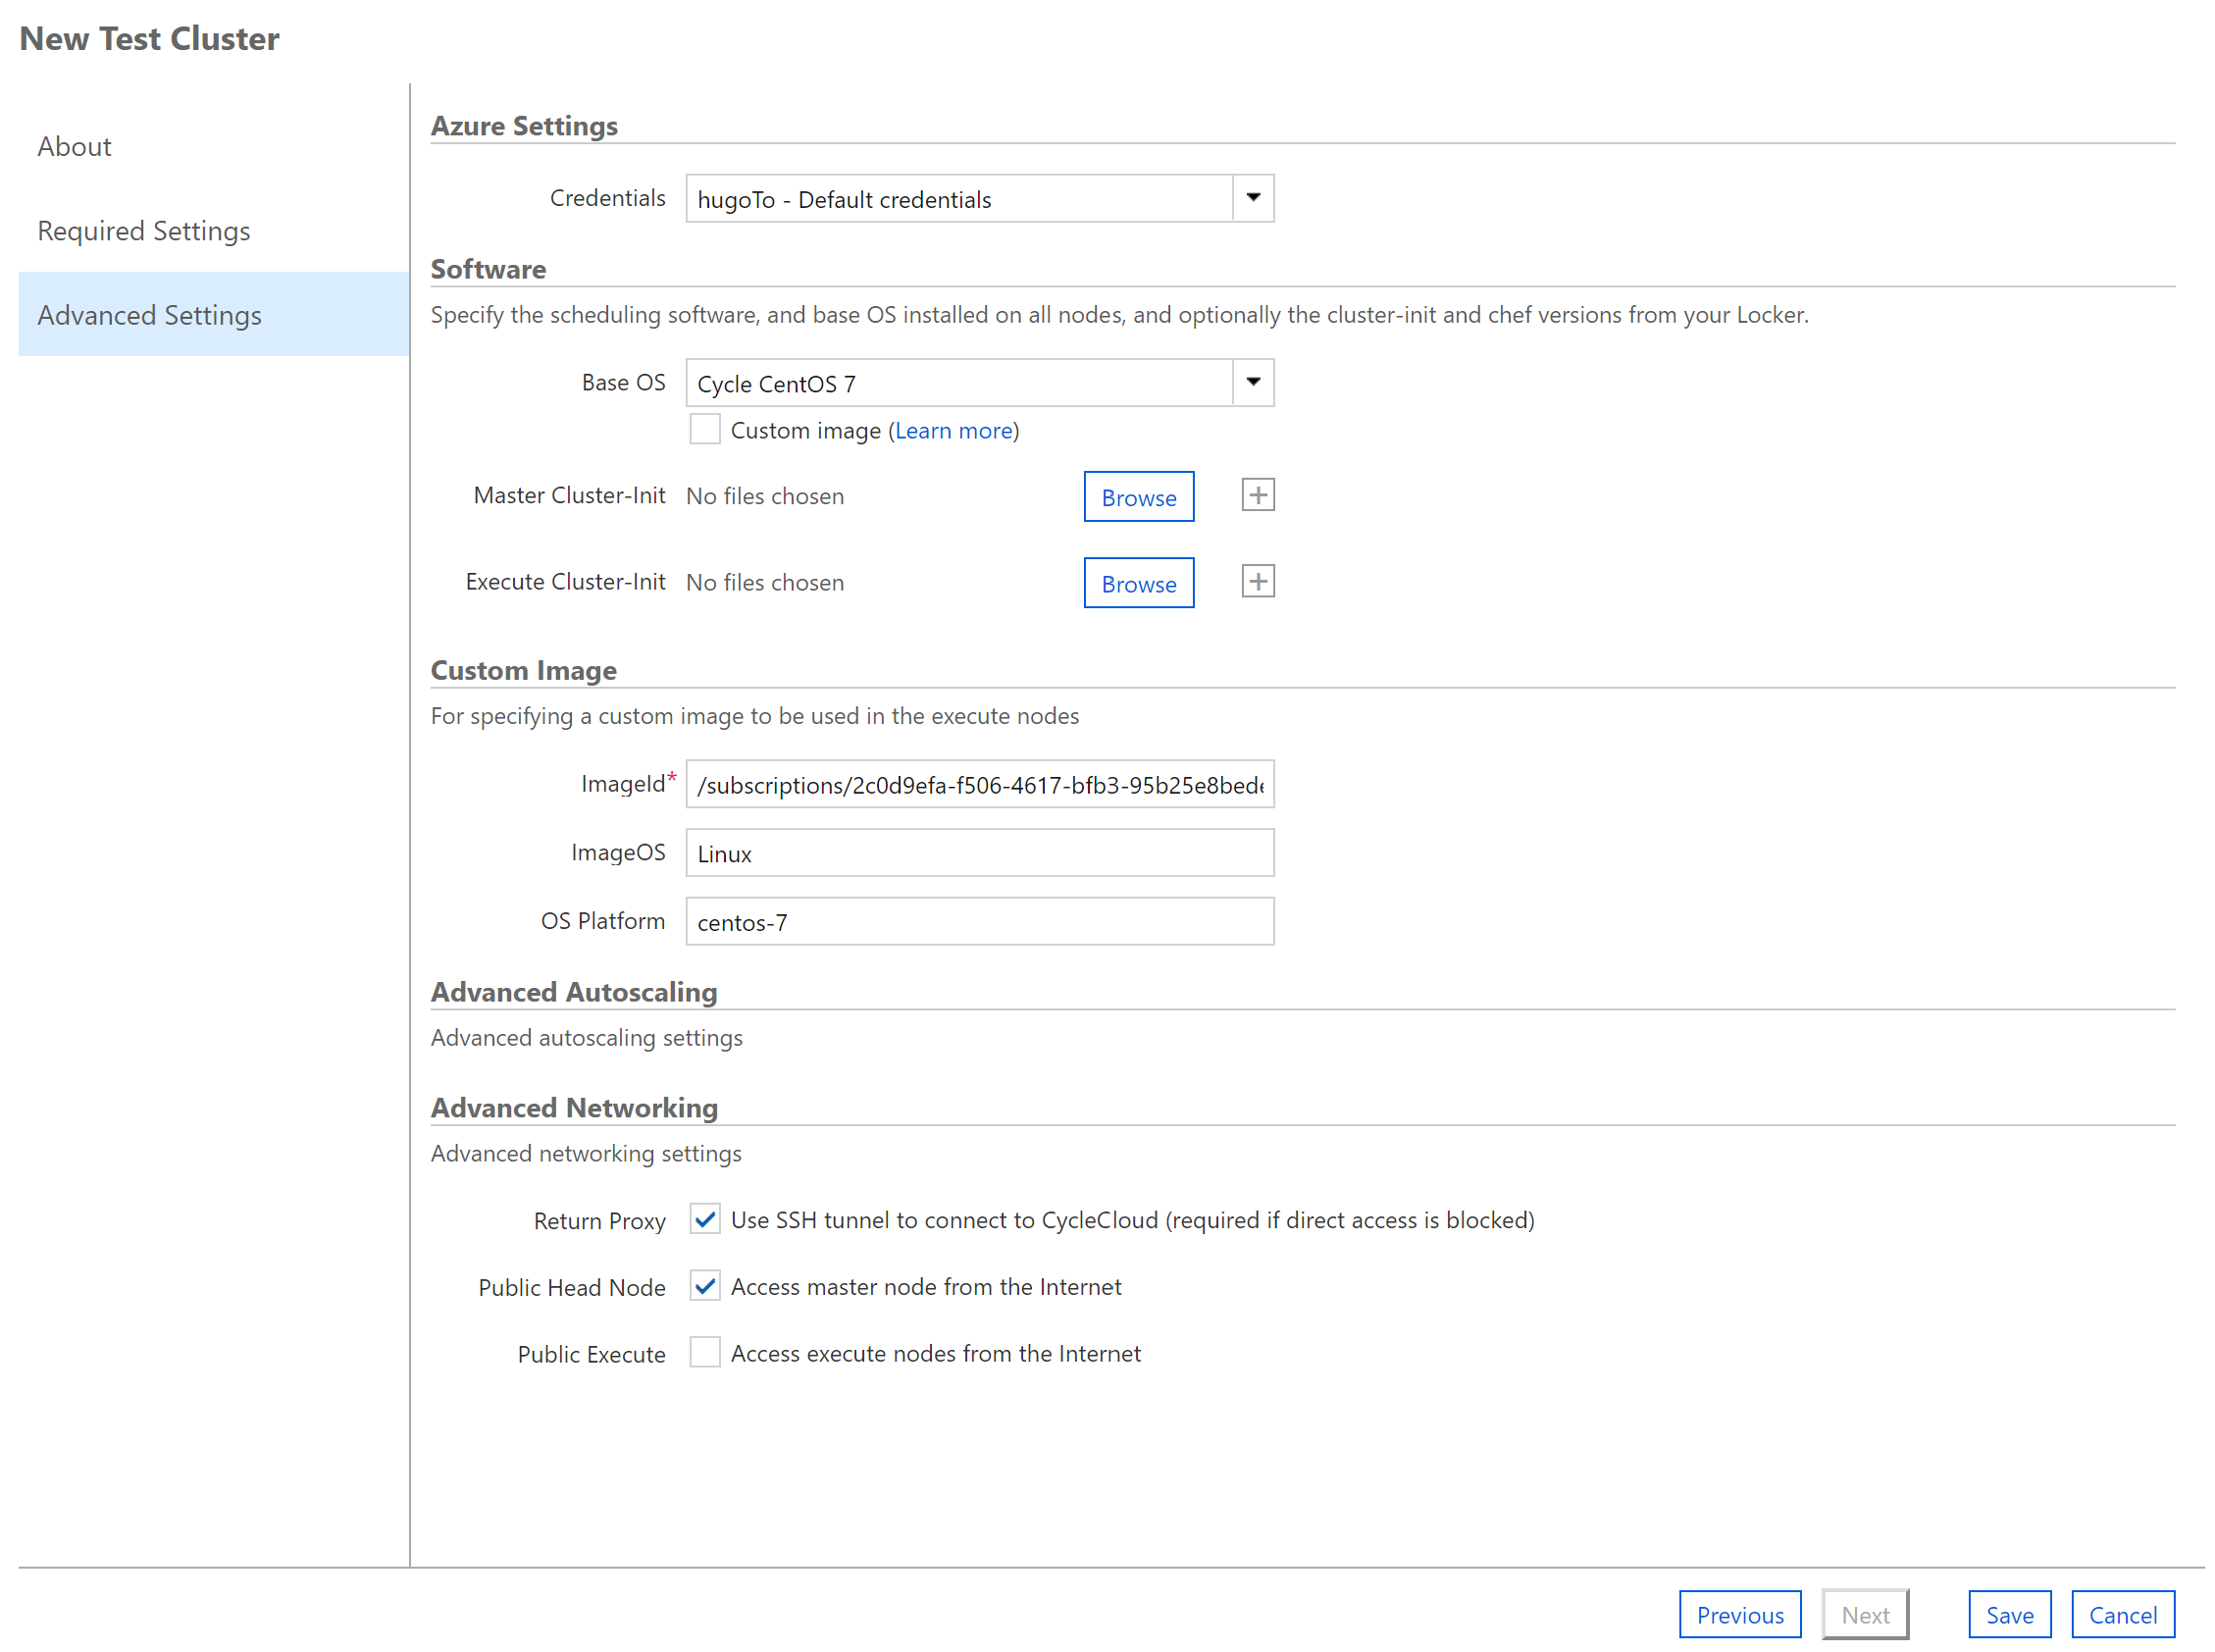 New Test Cluster
About
Required Settings
Advanced Settings
Azure Settings
Credentials hugoTo - Default credentials
Software
Specify the scheduling software, and base OS installed on all nodes, and optionally the cluster-init and chef versions from your Locker.
Base OS Cycle CentOS 7
Custom image (Learn more)
Master Cluster-Init No files chosen Browse
Execute Cluster-Init No files chosen Browse
Custom Image
For specifying a custom image to be used in the execute nodes
ImageId* /subscriptions/2c0d9efa-f506-4617-bfb3-95b25e8bede
ImageOS Linux
OS Platform centos-7
Advanced Autoscaling
Advanced autoscaling settings
Advanced Networking
Advanced networking settings
Return Proxy Use SSH tunnel to connect to CycleCloud (required if direct access is blocked)
Public Head Node Access master node from the Internet
Public Execute Access execute nodes from the Internet
Previous Next Save Cancel